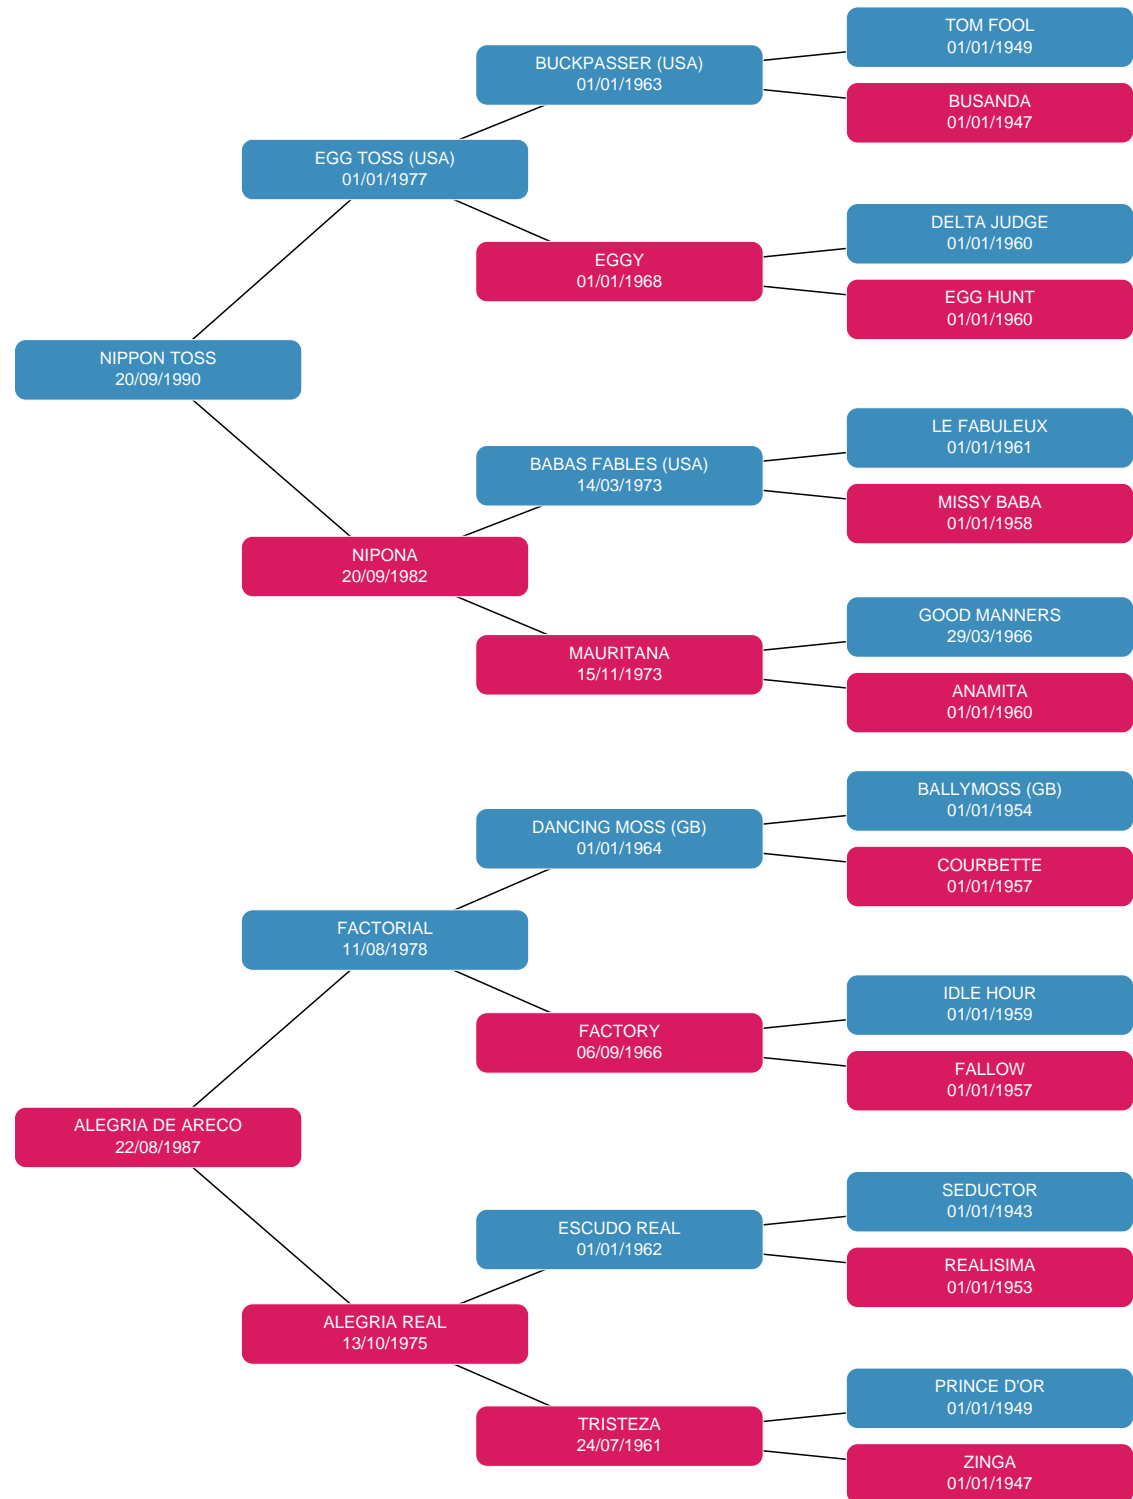 TOM FOOL
01/01/1949
BUCKPASSER (USA)
01/01/1963
BUSANDA
01/01/1947
EGG TOSS (USA)
01/01/1977
DELTA JUDGE
01/01/1960
EGGY
01/01/1968
EGG HUNT
01/01/1960
NIPPON TOSS
20/09/1990
LE FABULEUX
01/01/1961
BABAS FABLES (USA)
14/03/1973
MISSY BABA
01/01/1958
NIPONA
20/09/1982
GOOD MANNERS
29/03/1966
MAURITANA
15/11/1973
ANAMITA
01/01/1960
BALLYMOSS (GB)
01/01/1954
DANCING MOSS (GB)
01/01/1964
COURBETTE
01/01/1957
FACTORIAL
11/08/1978
IDLE HOUR
01/01/1959
FACTORY
06/09/1966
FALLOW
01/01/1957
ALEGRIA DE ARECO
22/08/1987
SEDUCTOR
01/01/1943
ESCUDO REAL
01/01/1962
REALISIMA
01/01/1953
ALEGRIA REAL
13/10/1975
PRINCE D'OR
01/01/1949
TRISTEZA
24/07/1961
ZINGA
01/01/1947